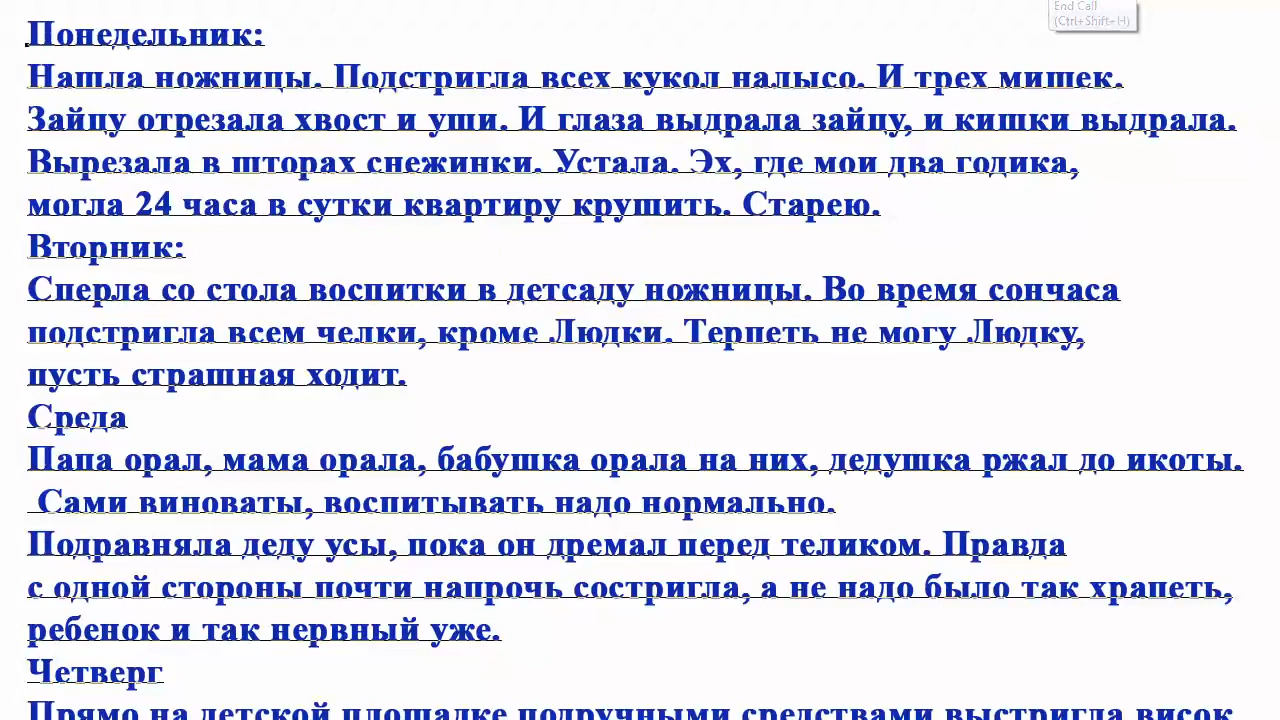 End Call
(Ctrl+Shift+H)
Понедельник:
Нашла ножницы. Подстригла всех кукол налысо. И трех мишек.
Зайцу отрезала хвост и уши. И глаза выдрала зайцу, и кишки выдрала.
Вырезала в шторах снежинки. Устала. Эх, где мои два годика,
могла 24 часа в сутки квартиру крушить. Старею.
Вторник:
Сперла со стола воспитки в детсаду ножницы. Во время сончаса
подстригла всем челки, кроме Людки. Терпеть не могу Людку,
пусть страшная ходит.
Среда
Папа орал, мама орала, бабушка орала на них, дедушка ржал до икоты.
Сами виноваты, воспитывать надо нормально.
Подравняла деду усы, пока он дремал перед теликом. Правда
с одной стороны почти напрочь состригла, а не надо было так храпеть,
ребенок и так нервный уже.
Четверг
Прямо на детской площадке подручными средствами выстригла висок